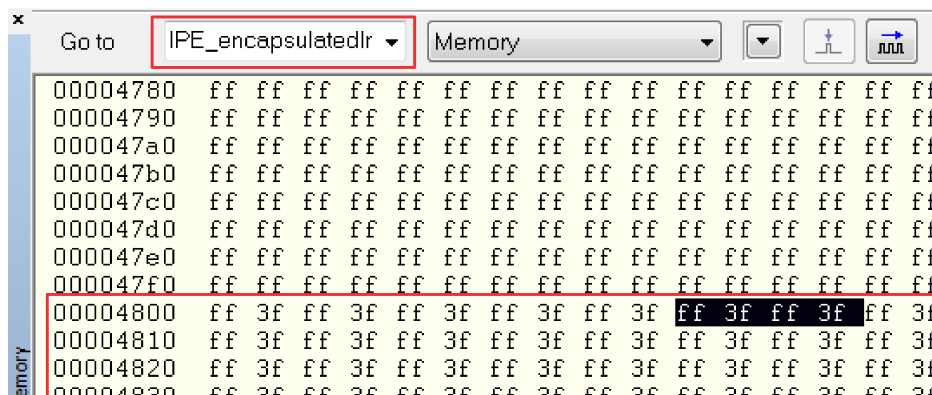 x
Go to IPE_encapsulatedIr Memory
00004780 ff ff ff ff ff ff ff ff ff ff ff ff ff ff ff
00004790 ff ff ff ff ff ff ff ff ff ff ff ff ff ff ff
000047a0 ff ff ff ff ff ff ff ff ff ff ff ff ff ff ff
000047b0 ff ff ff ff ff ff ff ff ff ff ff ff ff ff ff
000047c0 ff ff ff ff ff ff ff ff ff ff ff ff ff ff ff
000047d0 ff ff ff ff ff ff ff ff ff ff ff ff ff ff ff
000047e0 ff ff ff ff ff ff ff ff ff ff ff ff ff ff ff
000047f0 ff ff ff ff ff ff ff ff ff ff ff ff ff ff ff
00004800 ff 3f ff 3f ff 3f ff 3f ff 3f ff 3f ff 3f ff
00004810 ff 3f ff 3f ff 3f ff 3f ff 3f ff 3f ff 3f ff
00004820 ff 3f ff 3f ff 3f ff 3f ff 3f ff 3f ff 3f ff
emory